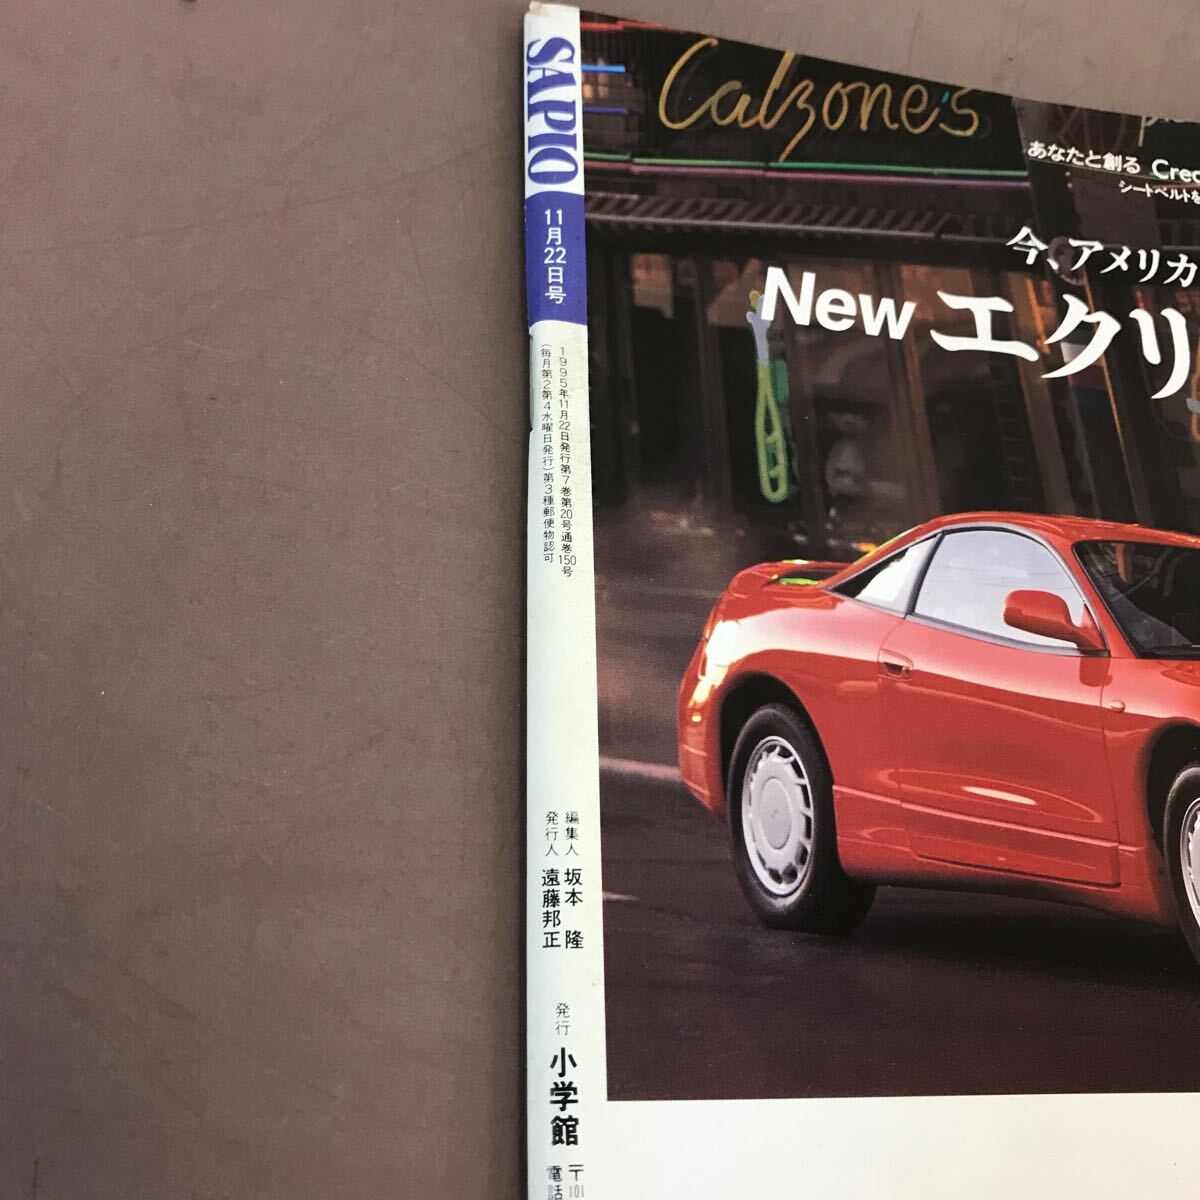 SAPIO
11月22日号
1995年11月22日発行第7巻第20号通巻150号
(毎月第2第4水曜日発行)第3種郵便物認可
編集人 坂本 隆
発行人 遠藤邦正
発行 小学館
〒101
電話
Calzone's
あなたと創る
シートベルトを
今、アメリカ
New エクリ